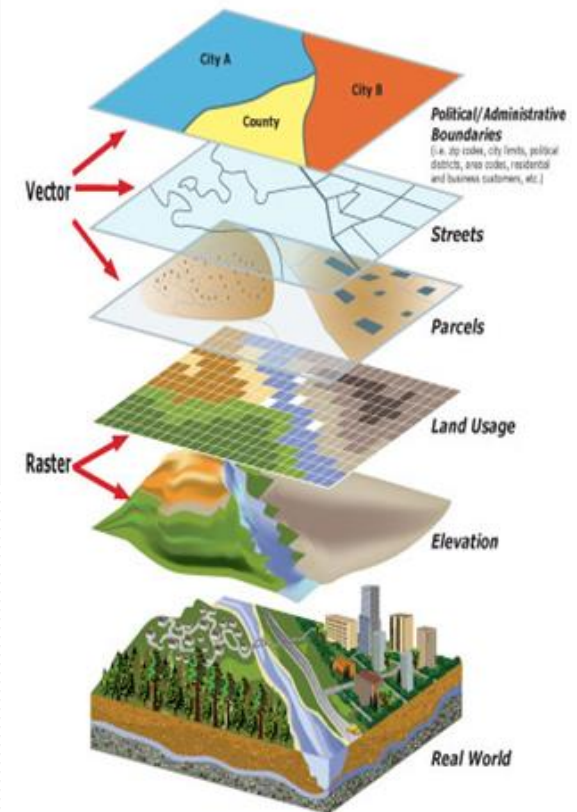 City A
City B
County
Political/Administrative
Boundaries
(i.e. zip codes, city limits, political
districts, area codes, residential
and business customers, etc.)
Vector
Streets
Parcels
Land Usage
Raster
Elevation
Real World